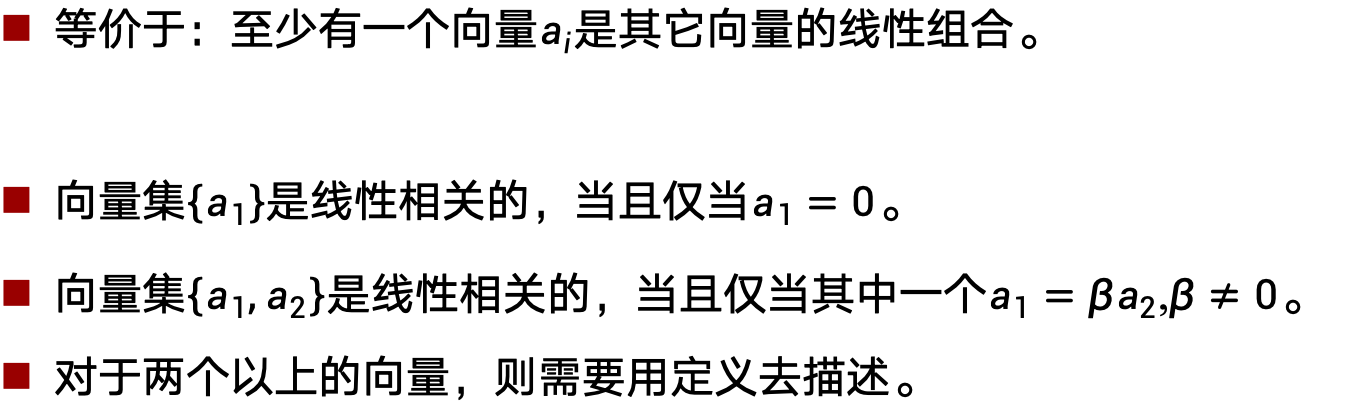 ■ 等价于：至少有一个向量aᵢ是其它向量的线性组合。
■ 向量集{a₁}是线性相关的，当且仅当a₁ = 0。
■ 向量集{a₁, a₂}是线性相关的，当且仅当其中一个a₁ = βa₂,β ≠ 0。
■ 对于两个以上的向量，则需要用定义去描述。